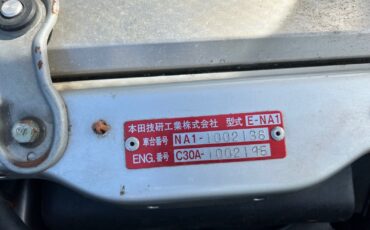 本田技研工業株式会社 型式 E-NA1
車台番号 NA1-1002136
ENG.番号 C30A-1002196